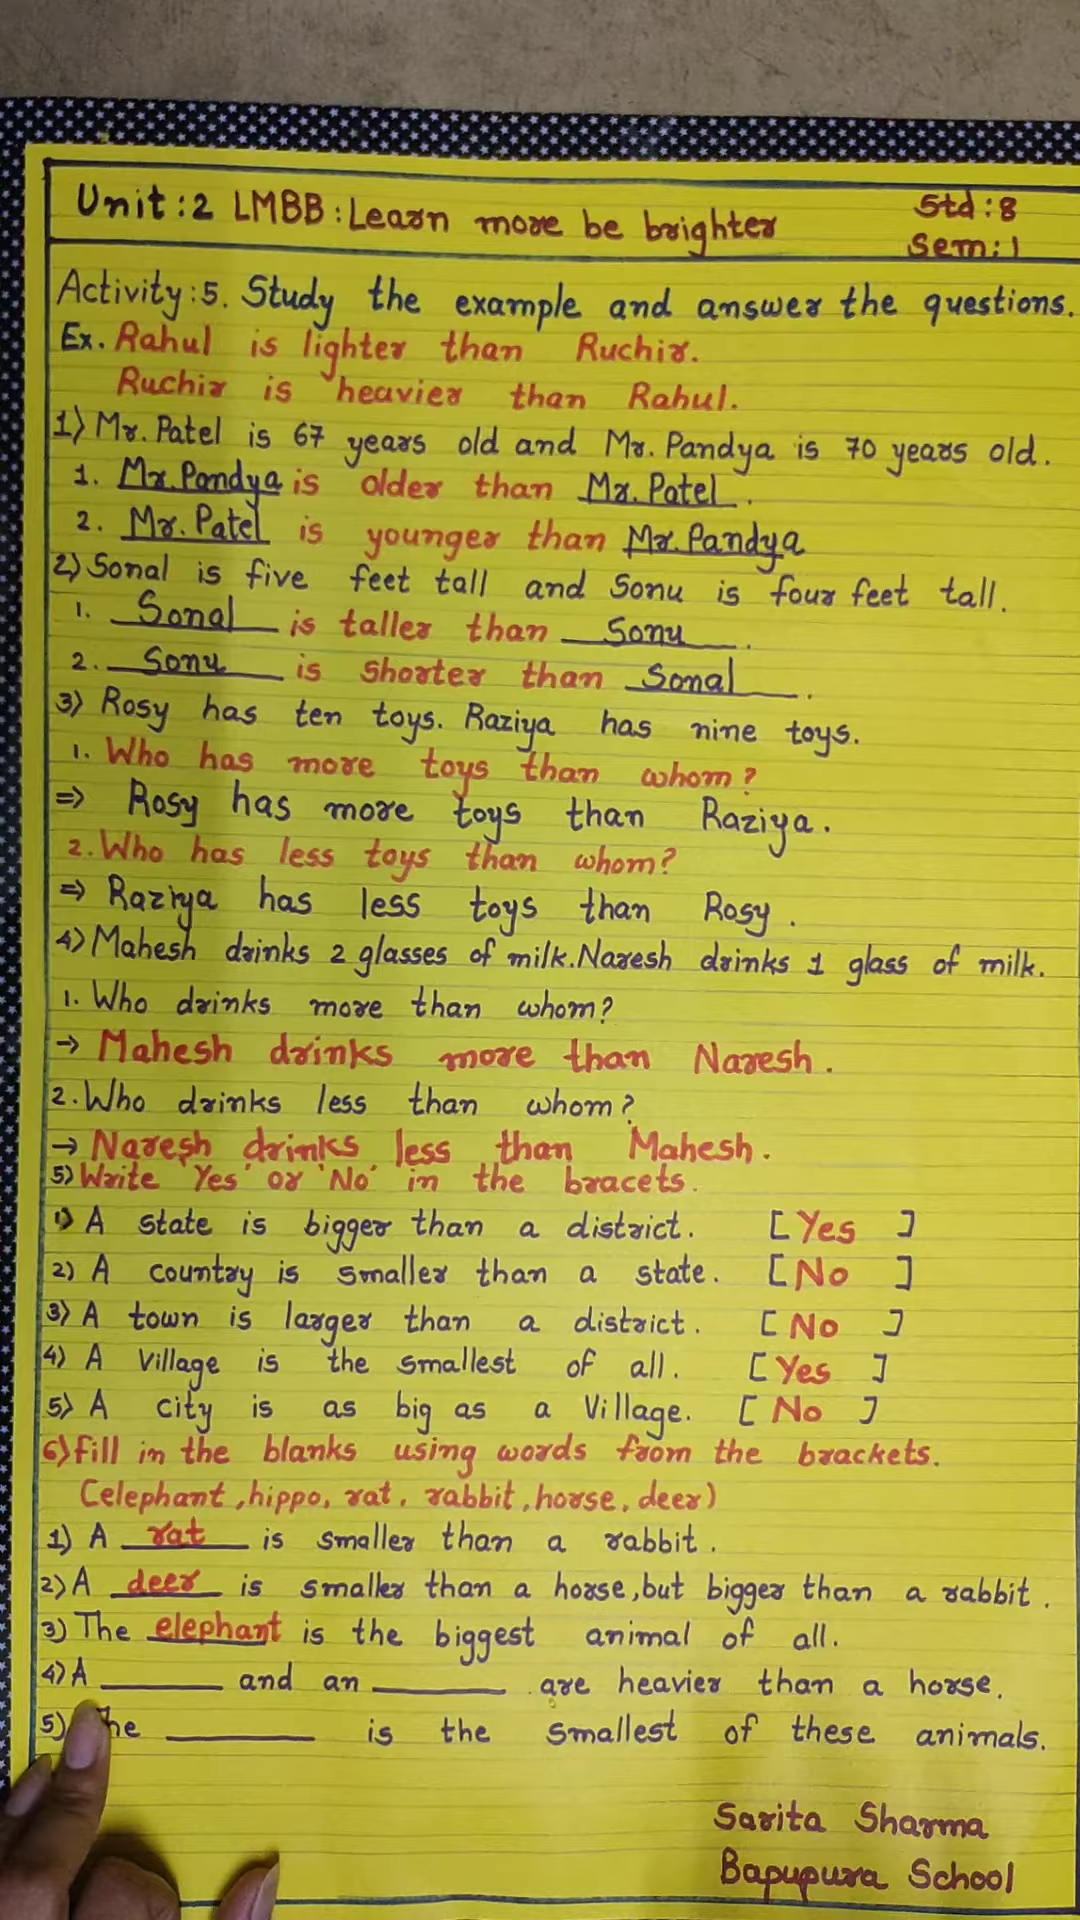 Unit:2 LMBB:Learn more be brighter
Std:8
Sem:1
Activity:5. Study the example and answer the questions.
Ex. Rahul is lighter than Ruchir.
Ruchir is heavier than Rahul.
1) Mr. Patel is 67 years old and Mr. Pandya is 70 years old.
1. Mr. Pandya is older than Mr. Patel.
2. Mr. Patel is younger than Mr. Pandya
2) Sonal is five feet tall and Sonu is four feet tall.
1. Sonal is taller than Sonu.
2. Sonu is shorter than Sonal.
3) Rosy has ten toys. Raziya has nine toys.
1. Who has more toys than whom?
⇒ Rosy has more toys than Raziya.
2. Who has less toys than whom?
⇒ Raziya has less toys than Rosy.
4) Mahesh drinks 2 glasses of milk. Naresh drinks 1 glass of milk.
1. Who drinks more than whom?
→ Mahesh drinks more than Naresh.
2. Who drinks less than whom?
→ Naresh drinks less than Mahesh.
5) Write 'Yes' or 'No' in the bracets.
1) A state is bigger than a district. [Yes ]
2) A country is smaller than a state. [No ]
3) A town is larger than a district. [No ]
4) A village is the smallest of all. [Yes ]
5) A city is as big as a village. [No ]
6) fill in the blanks using words from the brackets.
(elephant, hippo, rat, rabbit, horse, deer)
1) A rat is smaller than a rabbit.
2) A deer is smaller than a horse, but bigger than a rabbit.
3) The elephant is the biggest animal of all.
4) A ______ and an ______ are heavier than a horse.
5) The ______ is the smallest of these animals.
Sarita Sharma
Bapupura School